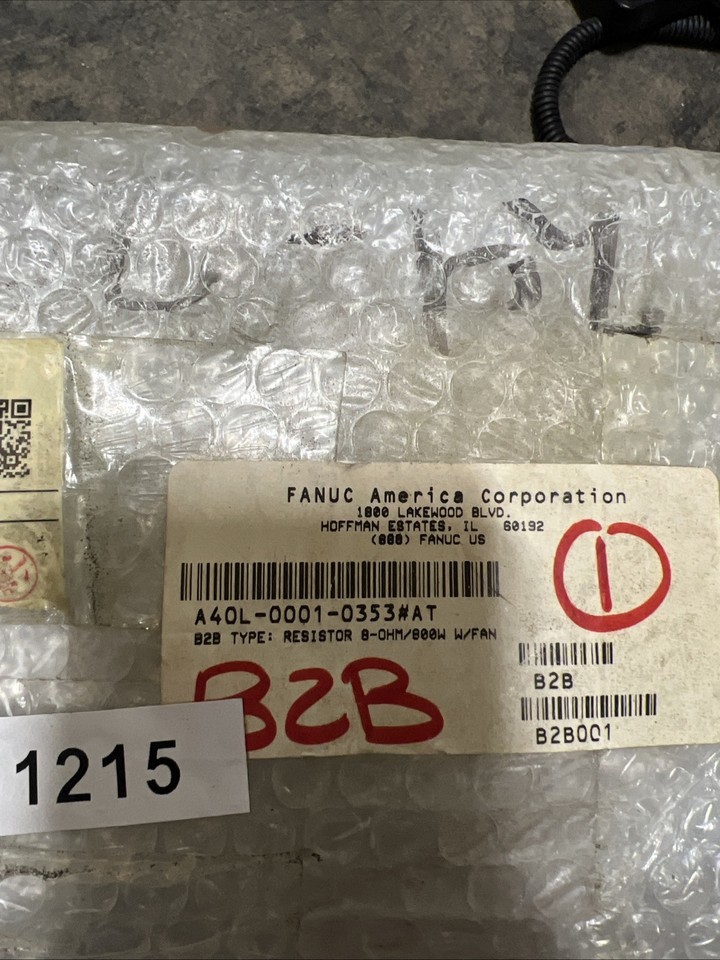 FANUC America Corporation
1800 LAKEWOOD BLVD.
HOFFMAN ESTATES, IL 60192
(888) FANUC US
1
A40L-0001-0353#AT
B2B TYPE: RESISTOR 8-OHM/800W W/FAN
B2B
B2B
B2B001
1215